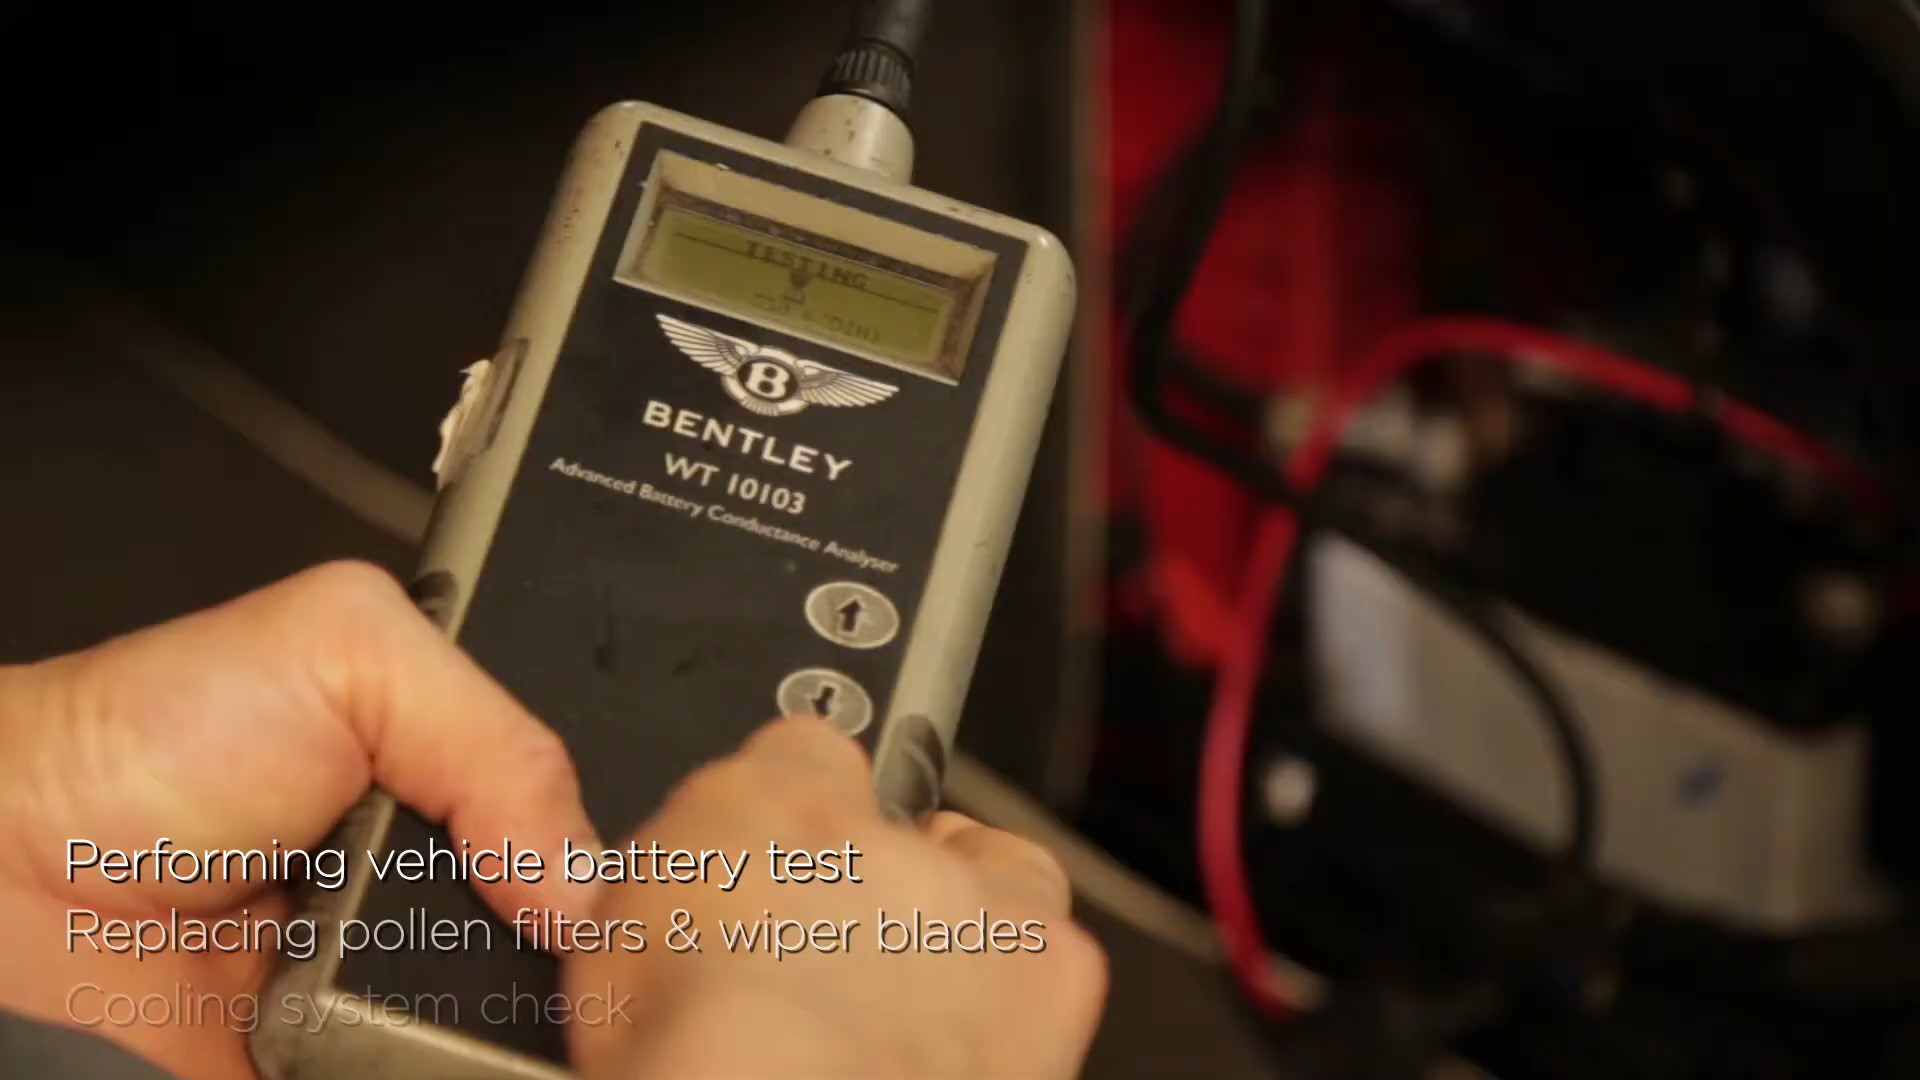 TESTING
B
BENTLEY
WT 10103
Advanced Battery Conductance Analyser
Performing vehicle battery test
Replacing pollen filters & wiper blades
Cooling system check